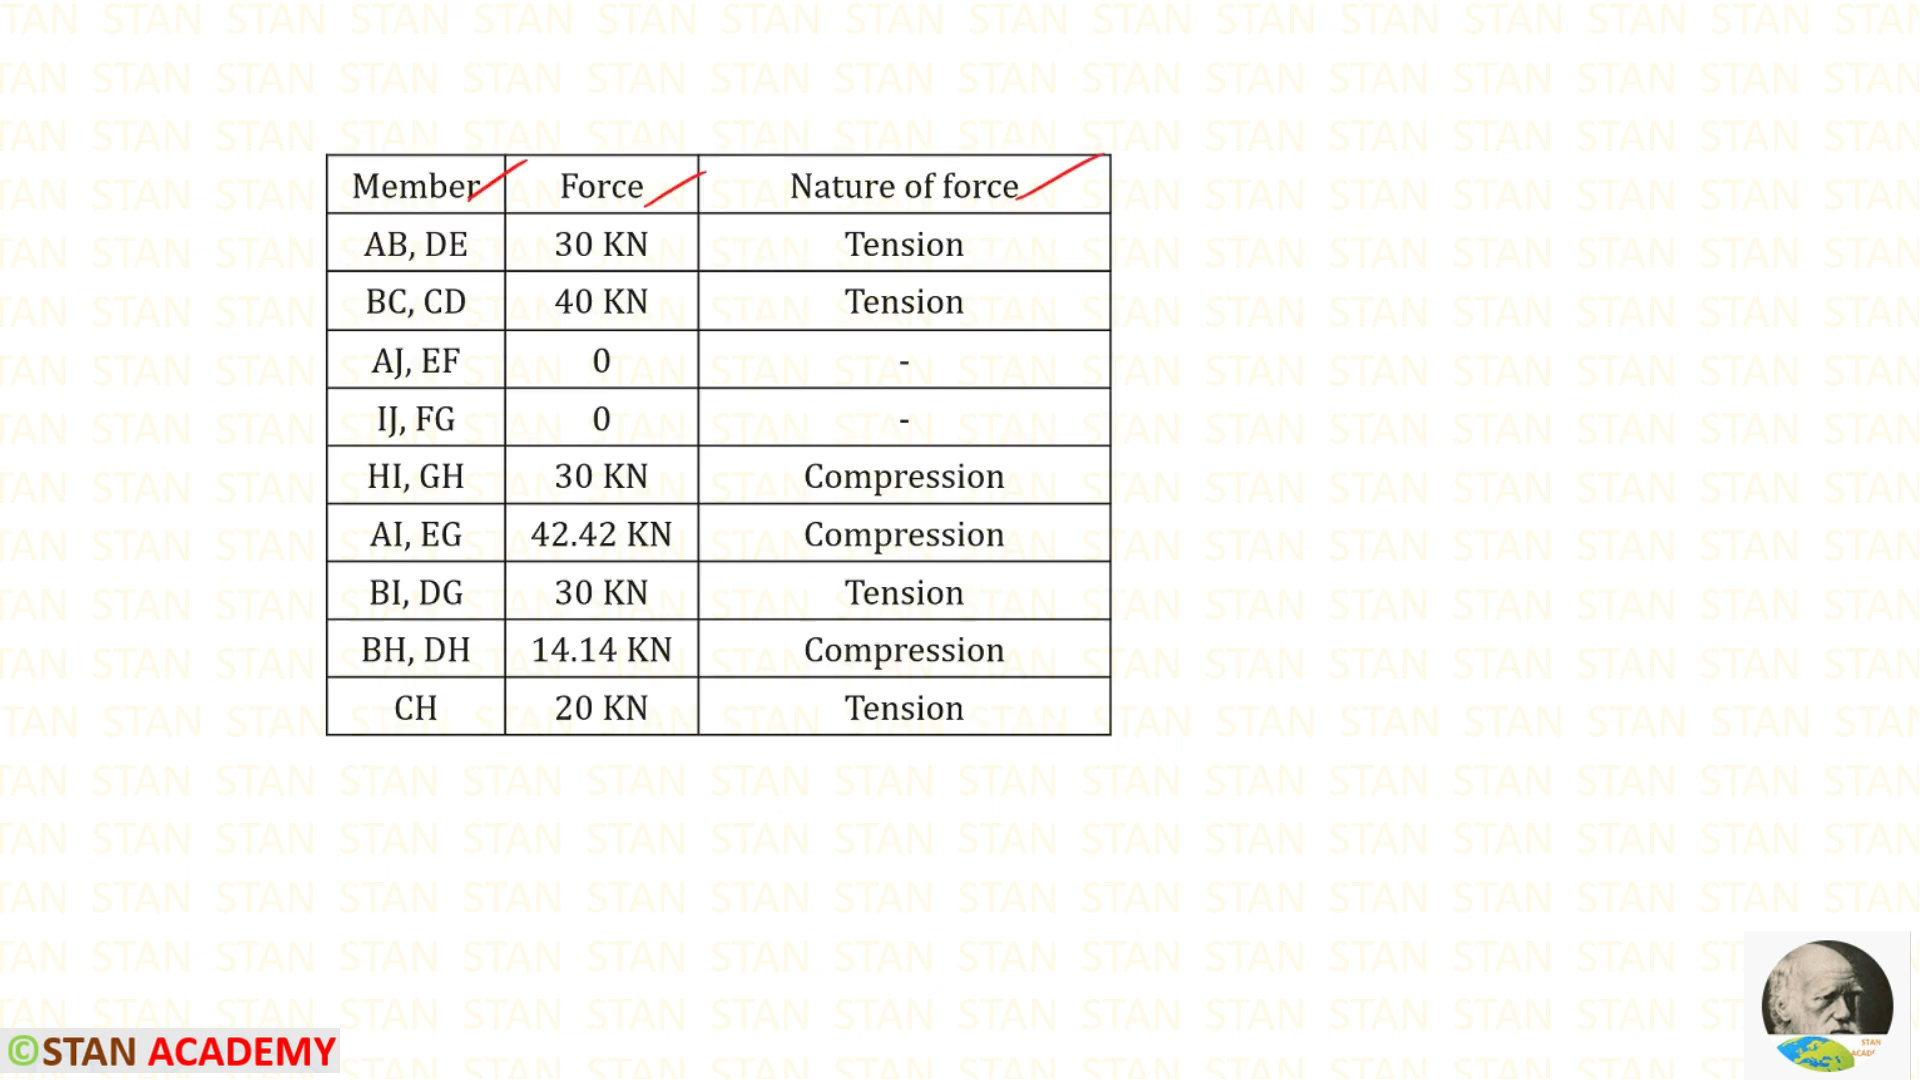 Member Force Nature of force
AB, DE 30 KN Tension
BC, CD 40 KN Tension
AJ, EF 0 -
IJ, FG 0 -
HI, GH 30 KN Compression
AI, EG 42.42 KN Compression
BI, DG 30 KN Tension
BH, DH 14.14 KN Compression
CH 20 KN Tension
©STAN ACADEMY
STAN